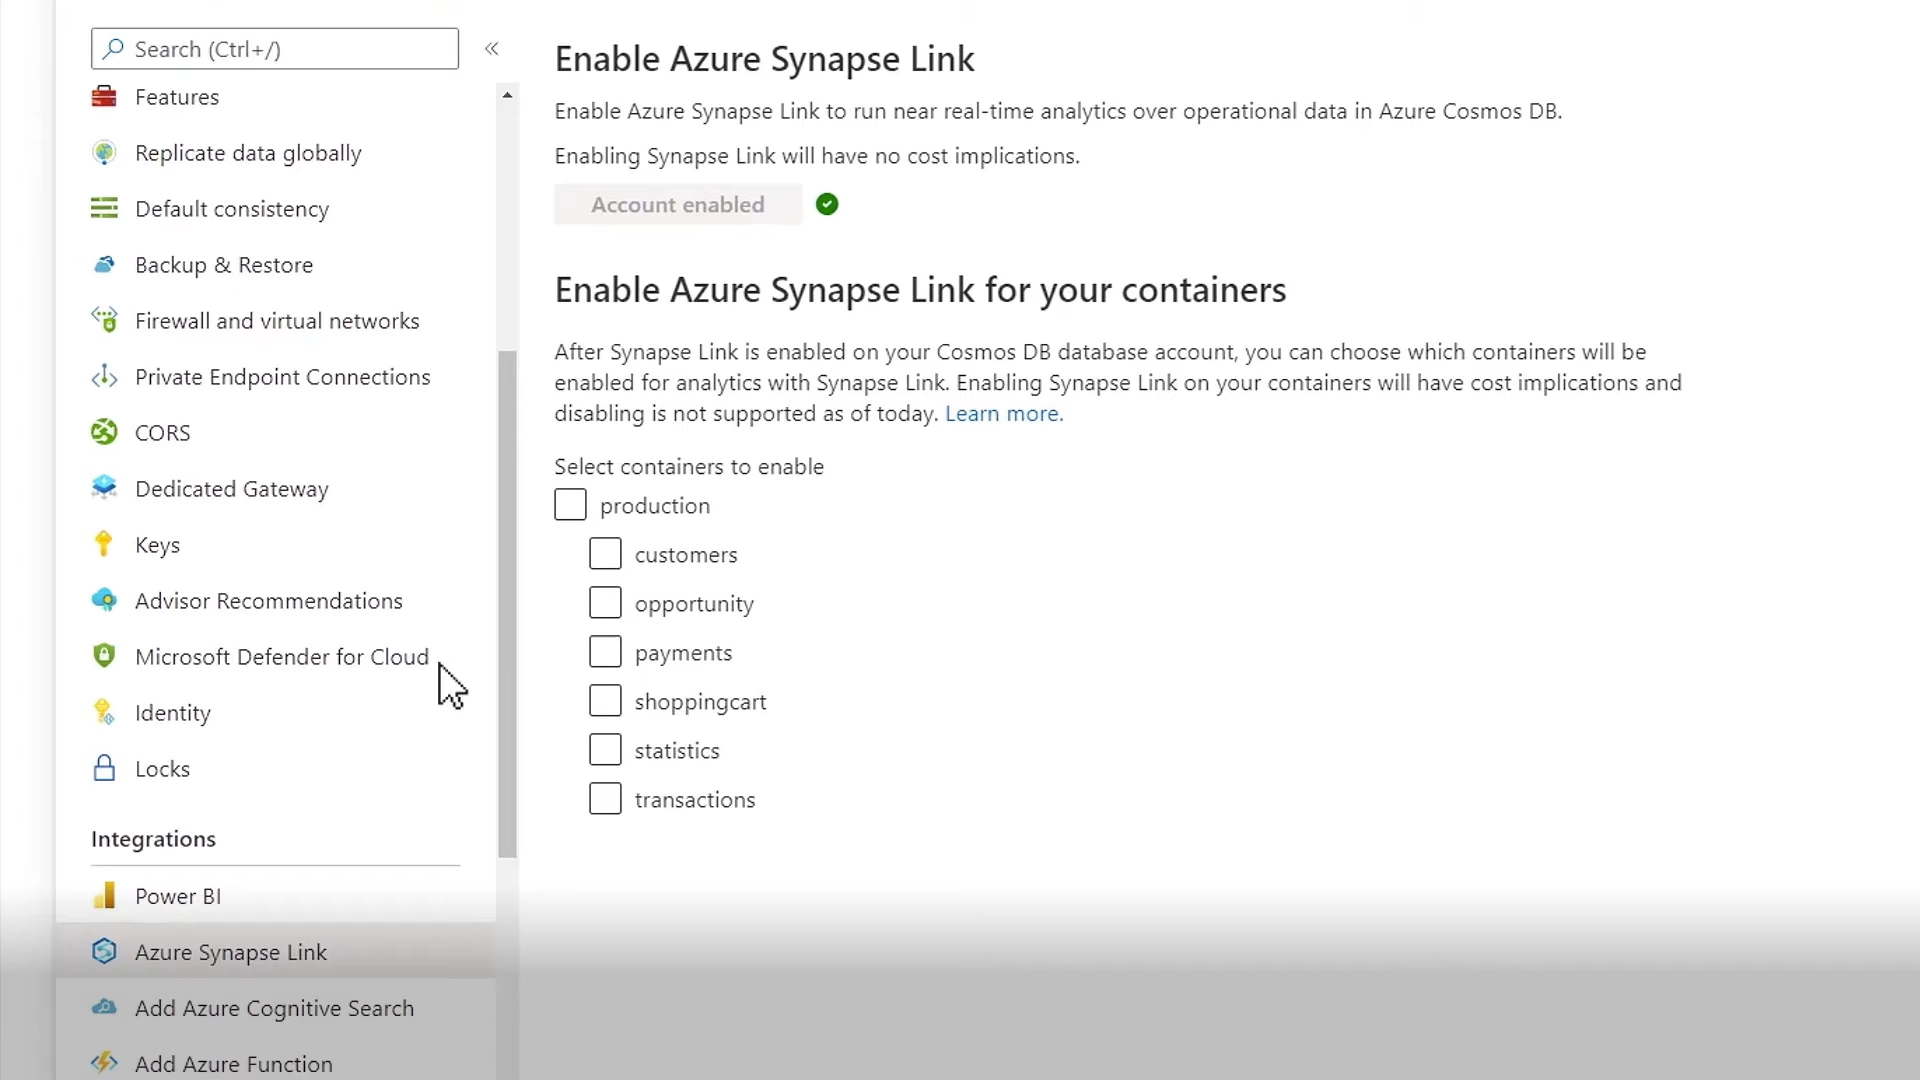 Search (Ctrl+/)
«
Features
Replicate data globally
Default consistency
Backup & Restore
Firewall and virtual networks
Private Endpoint Connections
CORS
Dedicated Gateway
Keys
Advisor Recommendations
Microsoft Defender for Cloud
Identity
Locks
Integrations
Power BI
Azure Synapse Link
Add Azure Cognitive Search
Add Azure Function
Enable Azure Synapse Link
Enable Azure Synapse Link to run near real-time analytics over operational data in Azure Cosmos DB.
Enabling Synapse Link will have no cost implications.
Account enabled
Enable Azure Synapse Link for your containers
After Synapse Link is enabled on your Cosmos DB database account, you can choose which containers will be
enabled for analytics with Synapse Link. Enabling Synapse Link on your containers will have cost implications and
disabling is not supported as of today. Learn more.
Select containers to enable
production
customers
opportunity
payments
shoppingcart
statistics
transactions